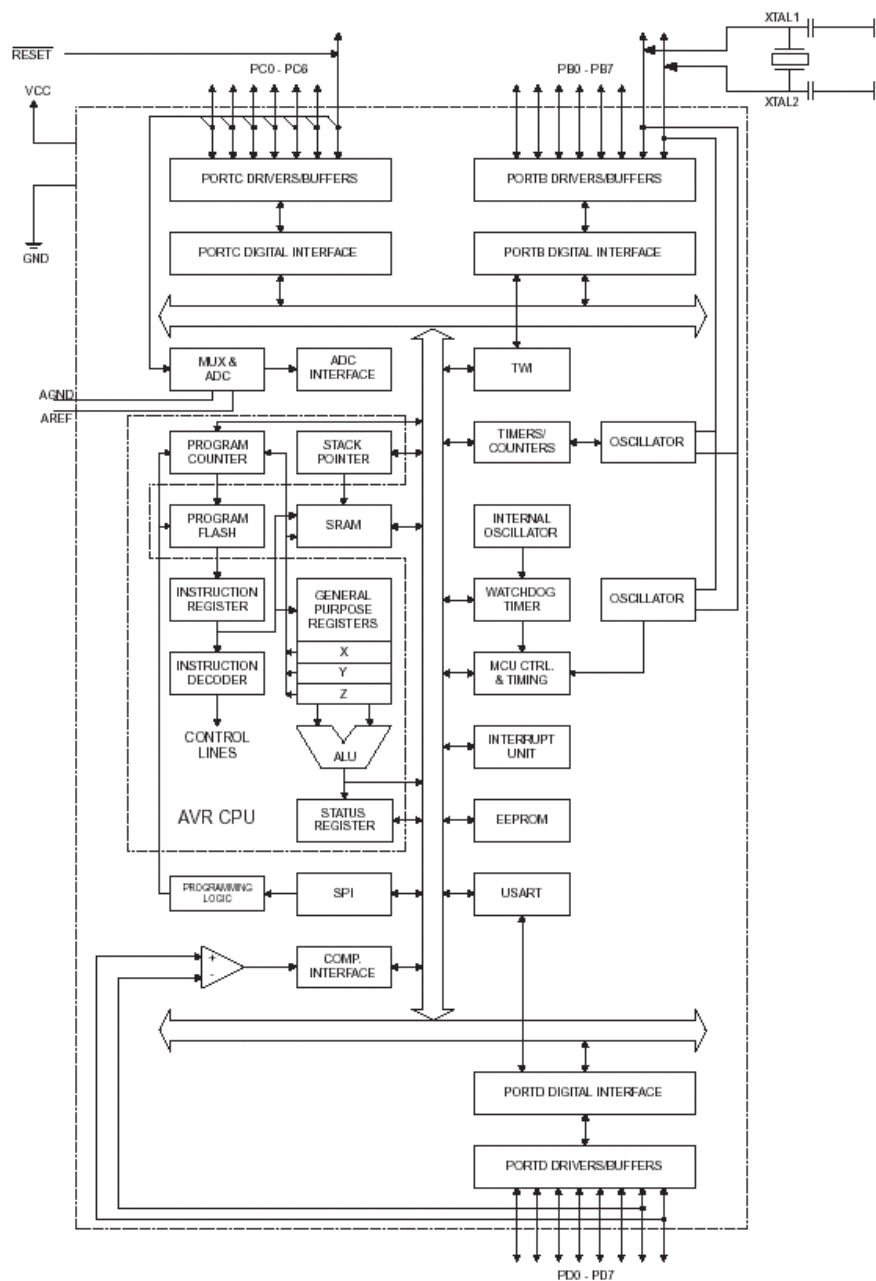 XTAL1
RESET
PC0 - PC6
PB0 - PB7
VCC
XTAL2
PORTC DRIVERS/BUFFERS
PORTB DRIVERS/BUFFERS
GND
PORTC DIGITAL INTERFACE
PORTB DIGITAL INTERFACE
MUX &
ADC
ADC
INTERFACE
TWI
AGND
AREF
PROGRAM
COUNTER
STACK
POINTER
TIMERS/
COUNTERS
OSCILLATOR
PROGRAM
FLASH
SRAM
INTERNAL
OSCILLATOR
INSTRUCTION
REGISTER
GENERAL
PURPOSE
REGISTERS
WATCHDOG
TIMER
OSCILLATOR
X
Y
Z
INSTRUCTION
DECODER
MCU CTRL.
& TIMING
CONTROL
LINES
ALU
INTERRUPT
UNIT
AVR CPU
STATUS
REGISTER
EEPROM
PROGRAMMING
LOGIC
SPI
USART
+
-
COMP.
INTERFACE
PORTD DIGITAL INTERFACE
PORTD DRIVERS/BUFFERS
PD0 - PD7